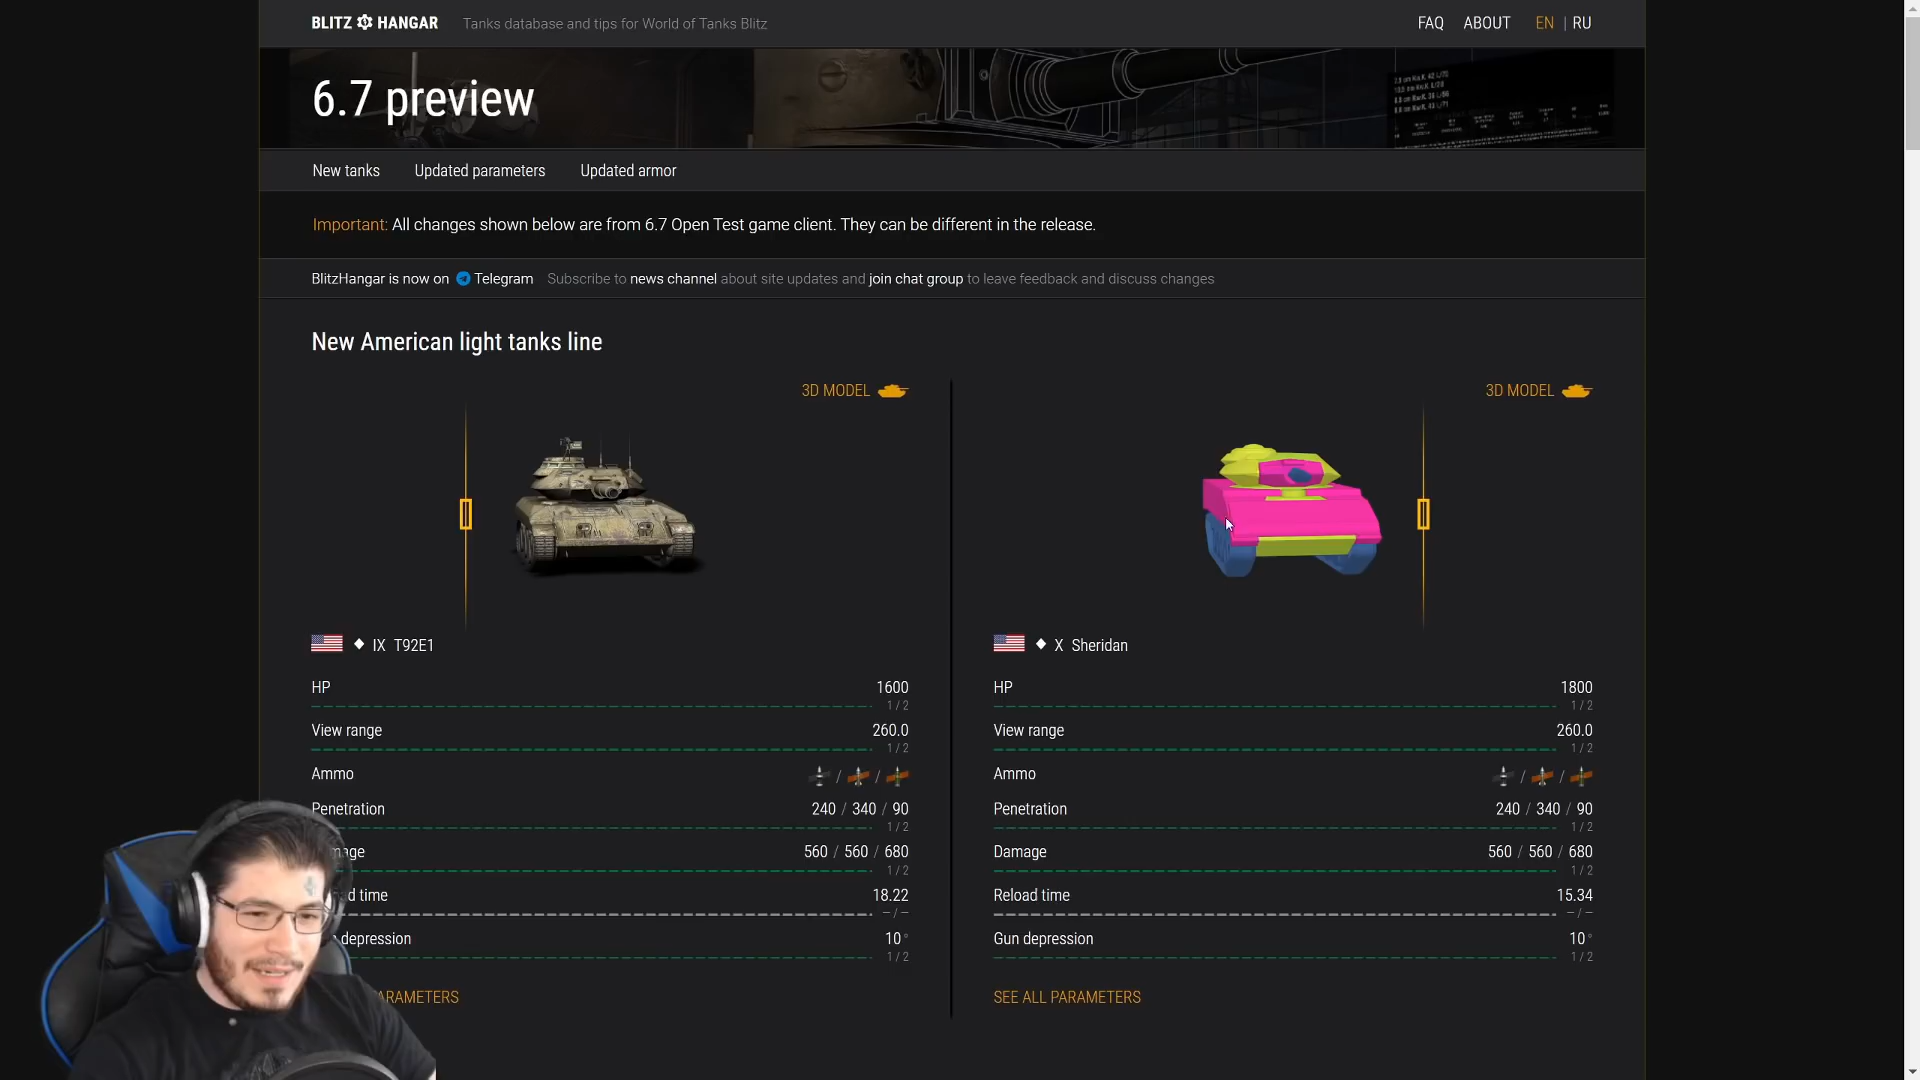 BLITZ HANGAR Tanks database and tips for World of Tanks Blitz FAQ ABOUT EN | RU
6.7 preview
New tanks Updated parameters Updated armor
Important: All changes shown below are from 6.7 Open Test game client. They can be different in the release.
BlitzHangar is now on Telegram Subscribe to news channel about site updates and join chat group to leave feedback and discuss changes
New American light tanks line
3D MODEL 3D MODEL
IX T92E1 X Sheridan
HP 1600 HP 1800
1 / 2 1 / 2
View range 260.0 View range 260.0
1 / 2 1 / 2
Ammo / / Ammo / /
Penetration 240 / 340 / 90 Penetration 240 / 340 / 90
1 / 2 1 / 2
mage 560 / 560 / 680 Damage 560 / 560 / 680
1 / 2 1 / 2
d time 18.22 Reload time 15.34
– / – – / –
depression 10° Gun depression 10°
1 / 2 1 / 2
ARAMETERS SEE ALL PARAMETERS